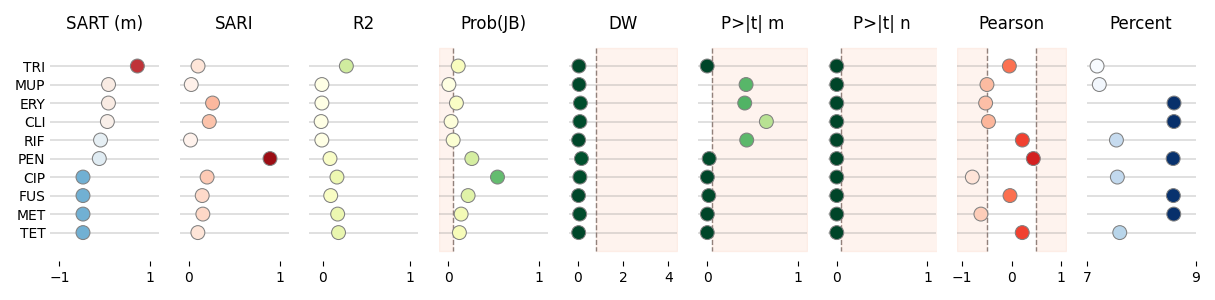 SART (m) SARI R2 Prob(JB) DW P>|t| m P>|t| n Pearson Percent
TRI
MUP
ERY
CLI
RIF
PEN
CIP
FUS
MET
TET
−1 1 0 1 0 1 0 1 0 2 4 0 1 0 1 −1 0 1 7 9